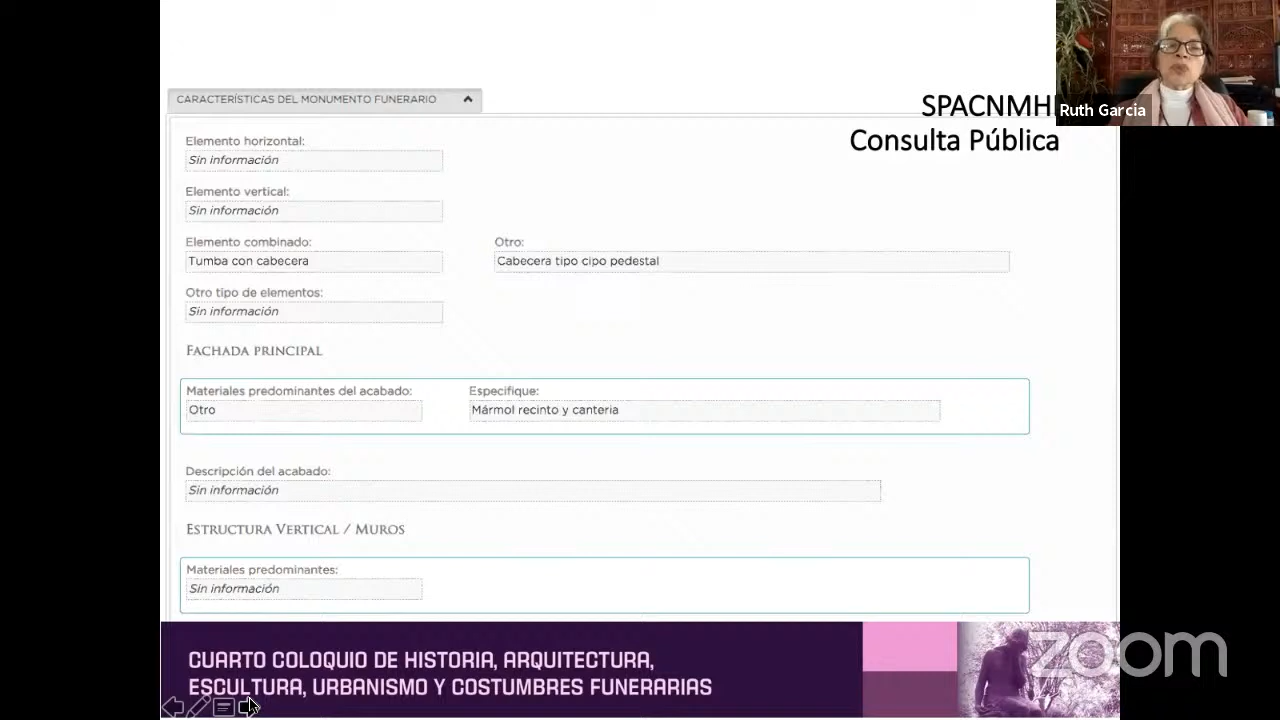 CARACTERÍSTICAS DEL MONUMENTO FUNERARIO
SPACNMH
Consulta Pública
Ruth Garcia
Elemento horizontal:
Sin información
Elemento vertical:
Sin información
Elemento combinado:
Tumba con cabecera
Otro:
Cabecera tipo cipo pedestal
Otro tipo de elementos:
Sin información
FACHADA PRINCIPAL
Materiales predominantes del acabado:
Otro
Especifique:
Mármol recinto y canteria
Descripción del acabado:
Sin información
ESTRUCTURA VERTICAL / MUROS
Materiales predominantes:
Sin información
CUARTO COLOQUIO DE HISTORIA, ARQUITECTURA,
ESCULTURA, URBANISMO Y COSTUMBRES FUNERARIAS
zoom